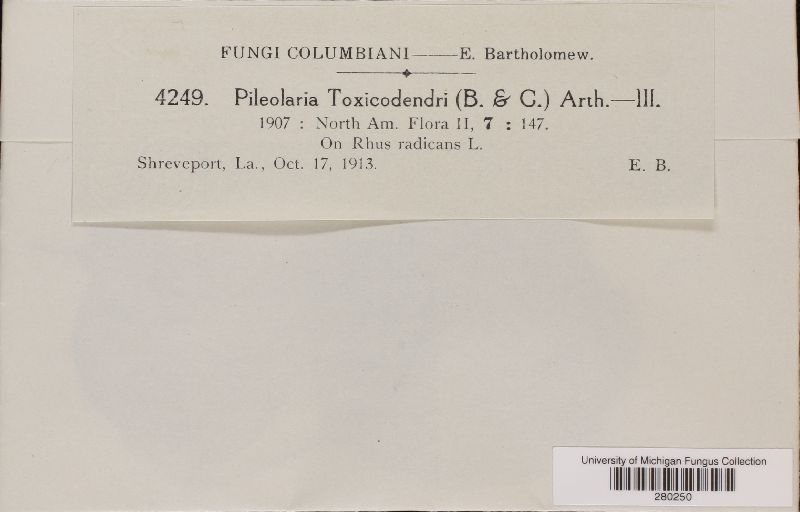 FUNGI COLUMBIANI——E. Bartholomew.
4249. Pileolaria Toxicodendri (B. & C.) Arth.—III.
1907 : North Am. Flora II, 7 : 147.
On Rhus radicans L.
Shreveport, La., Oct. 17, 1913. E. B.
University of Michigan Fungus Collection
280250